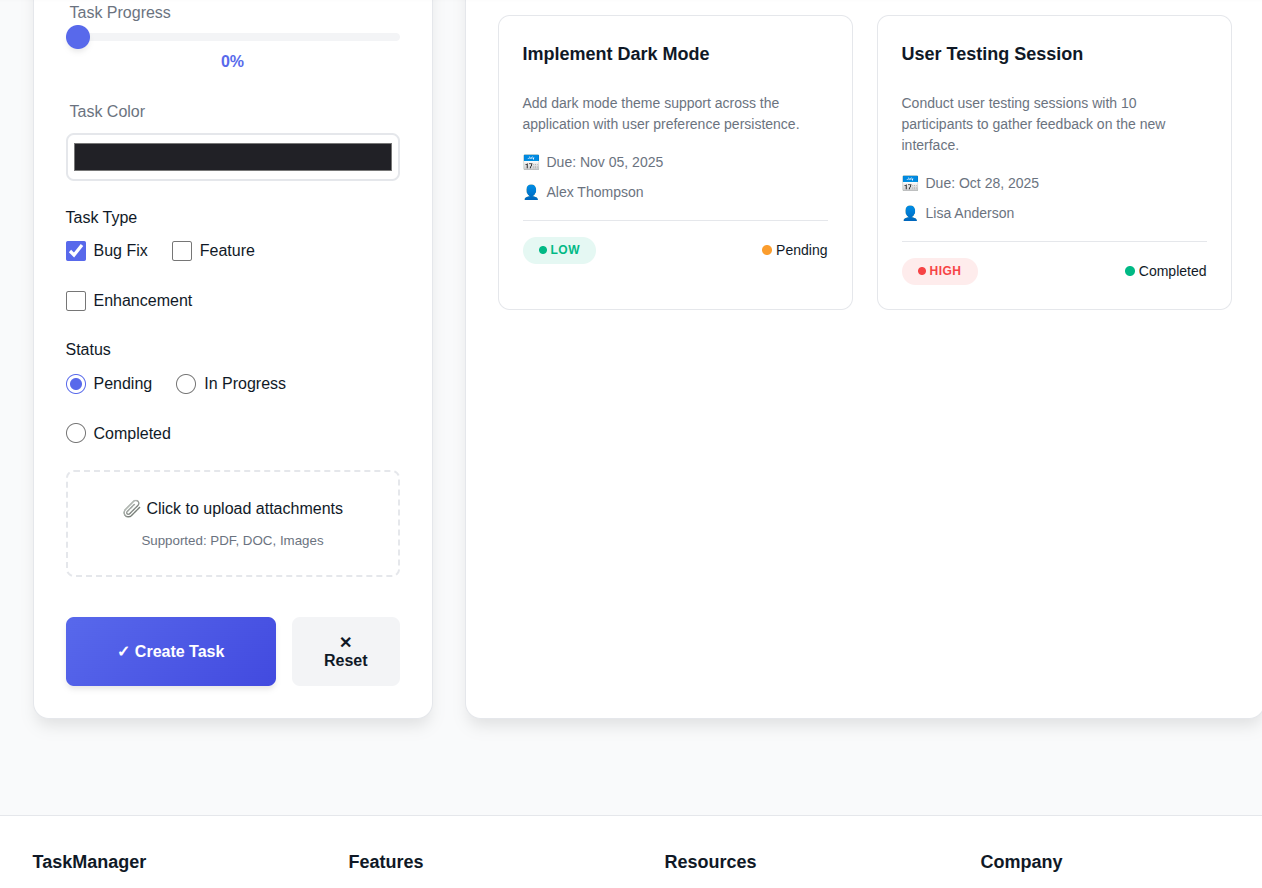 Task Progress
0%
Task Color
Task Type
Bug Fix
Feature
Enhancement
Status
Pending
In Progress
Completed
Click to upload attachments
Supported: PDF, DOC, Images
✓ Create Task
✕
Reset
Implement Dark Mode
Add dark mode theme support across the
application with user preference persistence.
Due: Nov 05, 2025
Alex Thompson
LOW
Pending
User Testing Session
Conduct user testing sessions with 10
participants to gather feedback on the new
interface.
Due: Oct 28, 2025
Lisa Anderson
HIGH
Completed
TaskManager
Features
Resources
Company